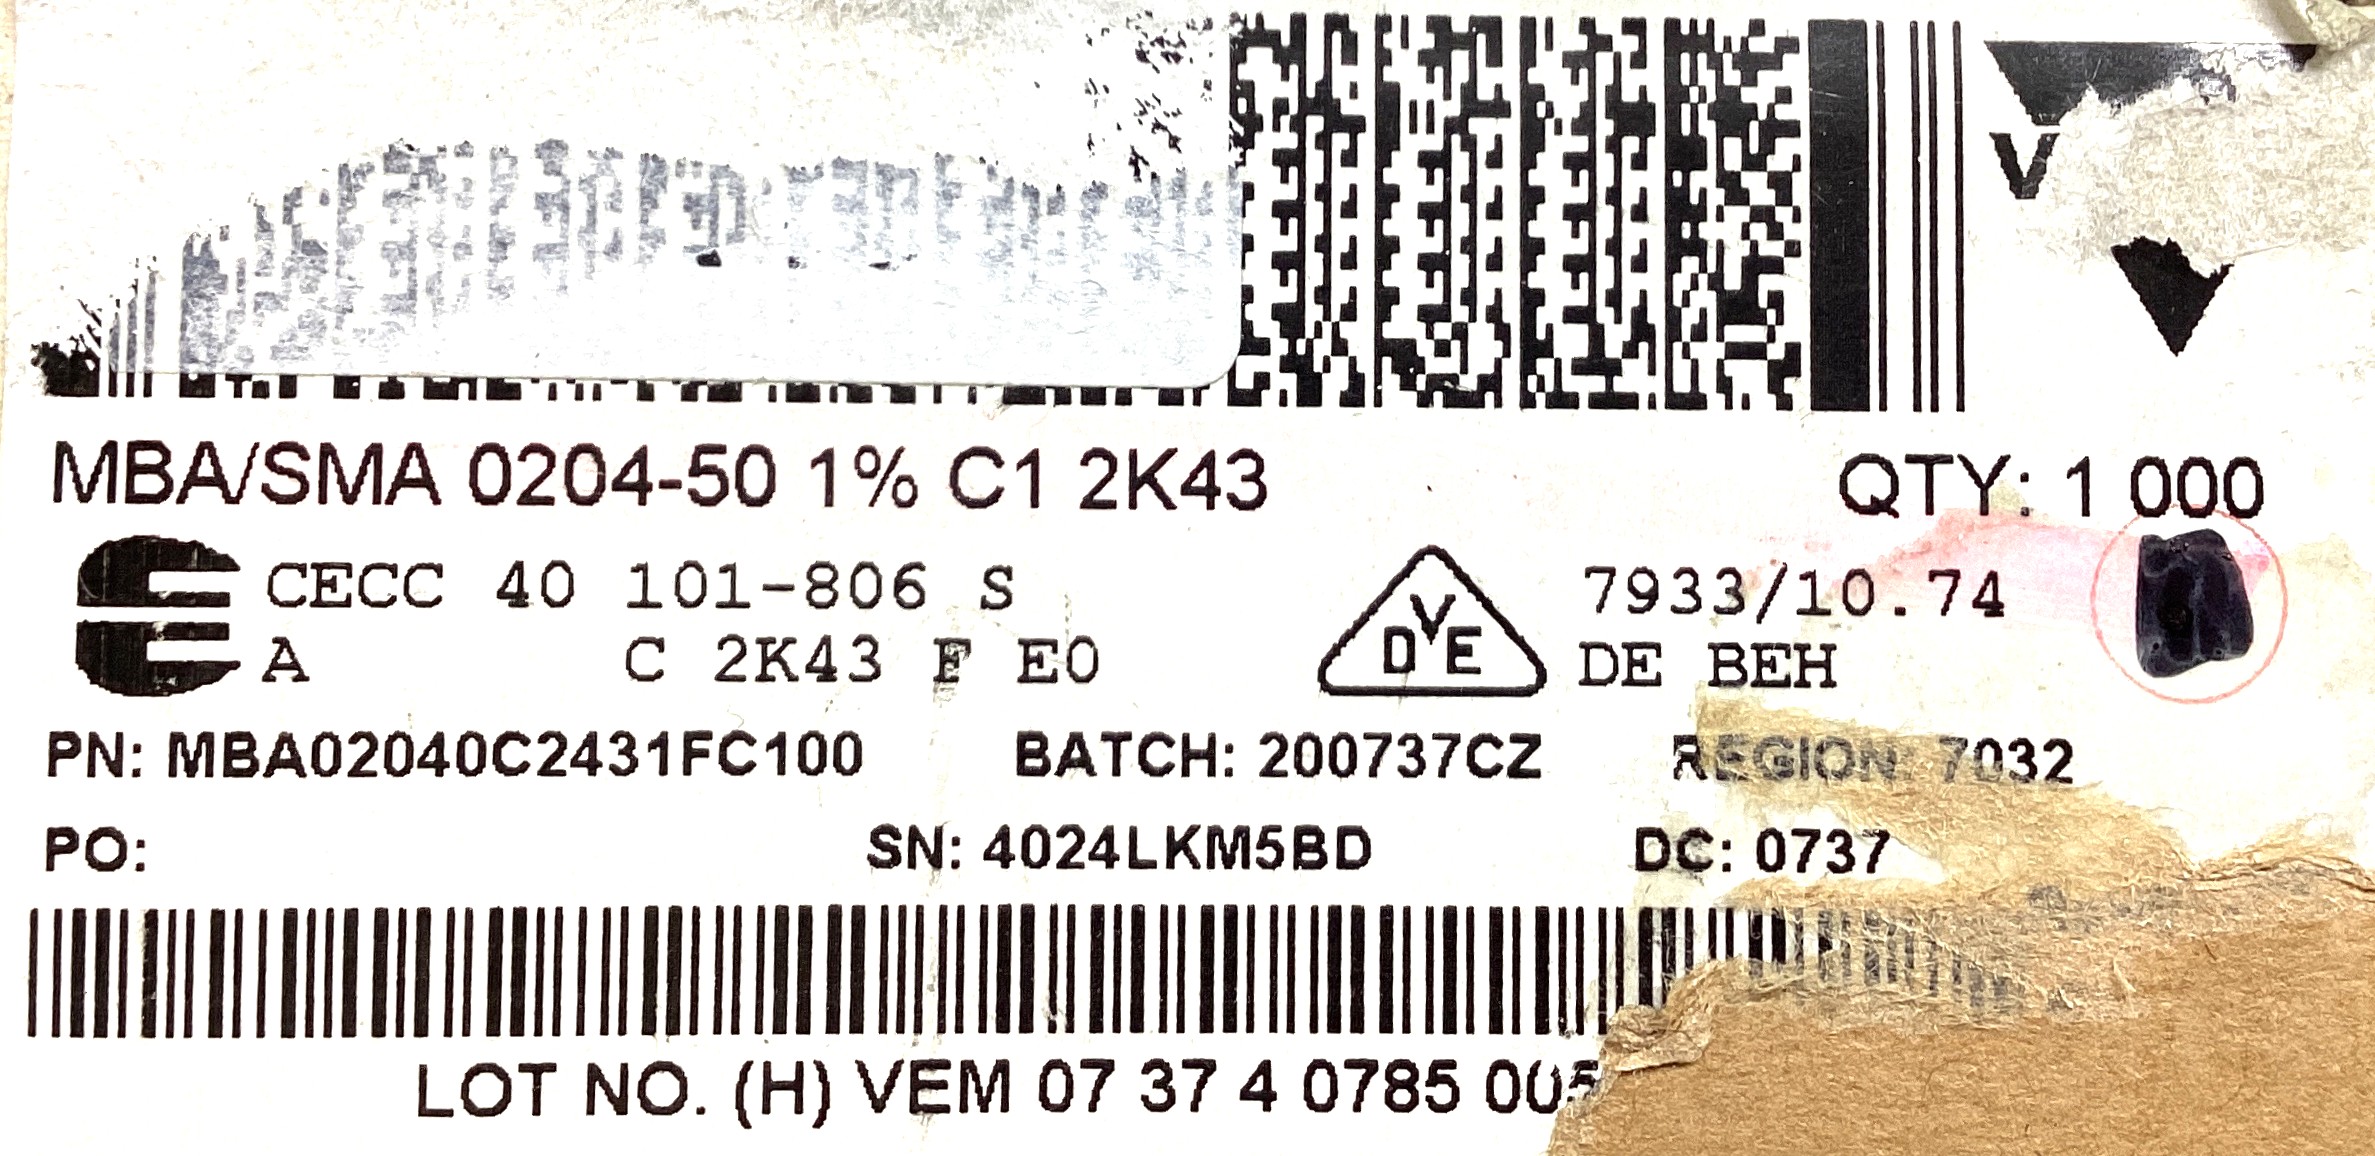 V
MBA/SMA 0204-50 1% C1 2K43 QTY: 1 000
CECC 40 101-806 S
A C 2K43 F E0
VDE
7933/10.74
DE BEH
PN: MBA02040C2431FC100 BATCH: 200737CZ REGION: 7032
PO: SN: 4024LKM5BD DC: 0737
LOT NO. (H) VEM 07 37 4 0785 005